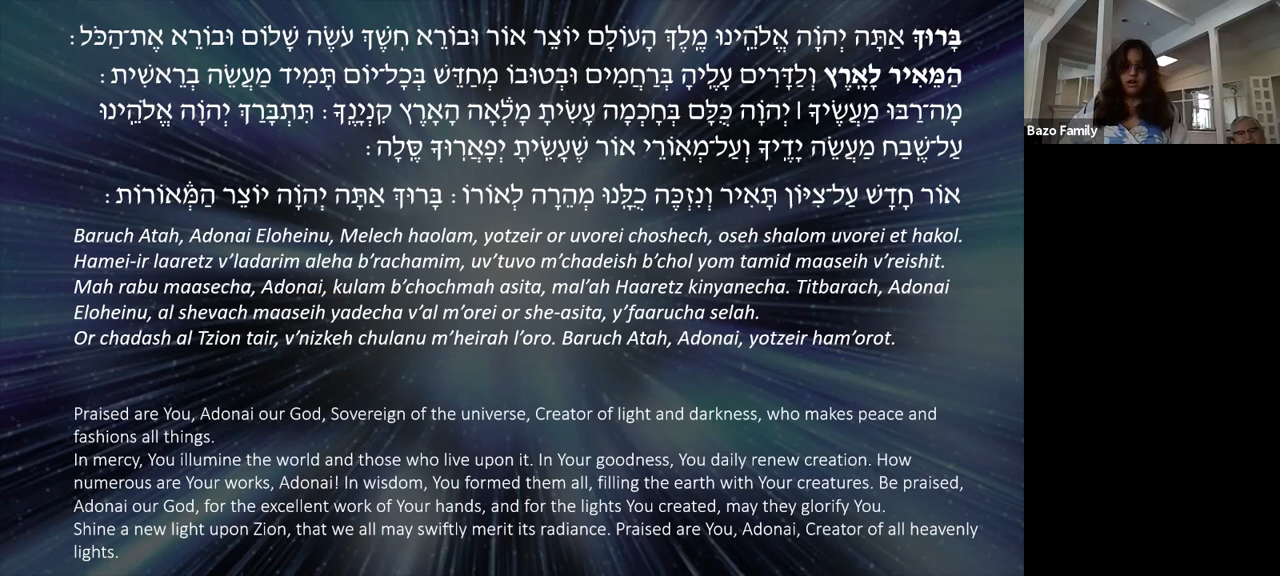 בָּרוּךְ אַתָּה יְהוָֹה אֱלֹהֵֽינוּ מֶֽלֶךְ הָעוֹלָם יוֹצֵר אוֹר וּבוֹרֵא חֽשֶׁךְ עֹשֶׂה שָׁלוֹם וּבוֹרֵא אֶת־הַכֹּל :
הַמֵּאִיר לָאָֽרֶץ וְלַדָּרִים עָלֶֽיהָ בְּרַחֲמִים וּבְטוּבוֹ מְחַדֵּשׁ בְּכָל־יוֹם תָּמִיד מַעֲשֵׂה בְרֵאשִׁית :
מָה־רַבּוּ מַעֲשֶֽׂיךָ | יְהוָֹה כֻּלָּם בְּחָכְמָה עָשִֽׂיתָ מָלְאָה הָאָֽרֶץ קִנְיָנֶֽךָ : תִּתְבָּרַךְ יְהוָֹה אֱלֹהֵֽינוּ
עַל־שֶֽׁבַח מַעֲשֵׂה יָדֶֽיךָ וְעַל־מְאֽוֹרֵי אוֹר שֶׁעָשִֽׂיתָ יְפָאֲרֽוּךָ סֶּֽלָה :
אוֹר חָדָשׁ עַל־צִיּוֹן תָּאִיר וְנִזְכֶּה כֻלָּֽנוּ מְהֵרָה לְאוֹרוֹ : בָּרוּךְ אַתָּה יְהוָֹה יוֹצֵר הַמְּאוֹרוֹת :
Baruch Atah, Adonai Eloheinu, Melech haolam, yotzeir or uvorei choshech, oseh shalom uvorei et hakol.
Hamei-ir laaretz v’ladarim aleha b’rachamim, uv’tuvo m’chadeish b’chol yom tamid maaseih v’reishit.
Mah rabu maasecha, Adonai, kulam b’chochmah asita, mal’ah Haaretz kinyanecha. Titbarach, Adonai
Eloheinu, al shevach maaseih yadecha v’al m’orei or she-asita, y’faarucha selah.
Or chadash al Tzion tair, v’nizkeh chulanu m’heirah l’oro. Baruch Atah, Adonai, yotzeir ham’orot.
Praised are You, Adonai our God, Sovereign of the universe, Creator of light and darkness, who makes peace and
fashions all things.
In mercy, You illumine the world and those who live upon it. In Your goodness, You daily renew creation. How
numerous are Your works, Adonai! In wisdom, You formed them all, filling the earth with Your creatures. Be praised,
Adonai our God, for the excellent work of Your hands, and for the lights You created, may they glorify You.
Shine a new light upon Zion, that we all may swiftly merit its radiance. Praised are You, Adonai, Creator of all heavenly
lights.
Bazo Family